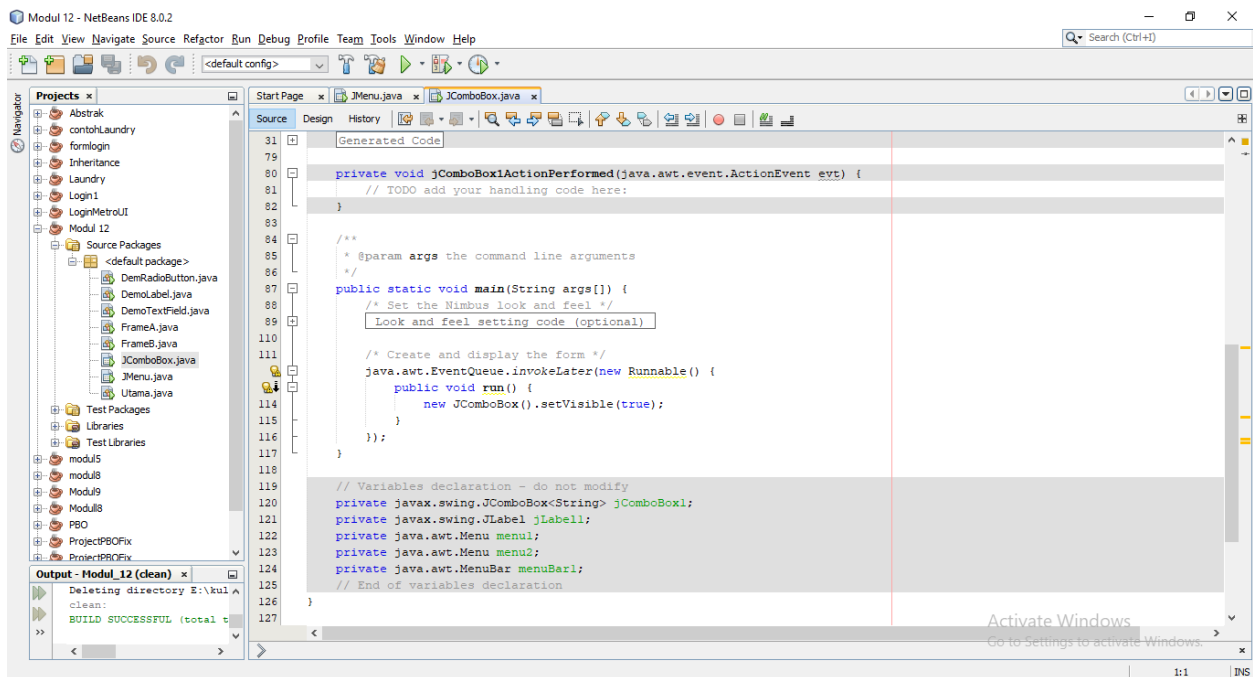 Modul 12 - NetBeans IDE 8.0.2
File Edit View Navigate Source Refactor Run Debug Profile Team Tools Window Help
Search (Ctrl+I)
<default config>
Navigator
Projects
Abstrak
contohLaundry
formlogin
Inheritance
Laundry
Login1
LoginMetroUI
Modul 12
Source Packages
<default package>
DemRadioButton.java
DemoLabel.java
DemoTextField.java
FrameA.java
FrameB.java
JComboBox.java
JMenu.java
Utama.java
Test Packages
Libraries
Test Libraries
modul5
modul8
Modul9
Modull8
PBO
ProjectPBOFix
ProjectPBOFix
Output - Modul_12 (clean)
Deleting directory E:\kul
clean:
BUILD SUCCESSFUL (total t
Start Page JMenu.java JComboBox.java
Source Design History
31 Generated Code
79
80 private void jComboBox1ActionPerformed(java.awt.event.ActionEvent evt) {
81 // TODO add your handling code here:
82 }
83
84 /**
85 * @param args the command line arguments
86 */
87 public static void main(String args[]) {
88 /* Set the Nimbus look and feel */
89 Look and feel setting code (optional)
110
111 /* Create and display the form */
java.awt.EventQueue.invokeLater(new Runnable() {
public void run() {
114 new JComboBox().setVisible(true);
115 }
116 });
117 }
118
119 // Variables declaration - do not modify
120 private javax.swing.JComboBox<String> jComboBox1;
121 private javax.swing.JLabel jLabel1;
122 private java.awt.Menu menu1;
123 private java.awt.Menu menu2;
124 private java.awt.MenuBar menuBar1;
125 // End of variables declaration
126 }
127
Activate Windows
Go to Settings to activate Windows.
1:1 INS